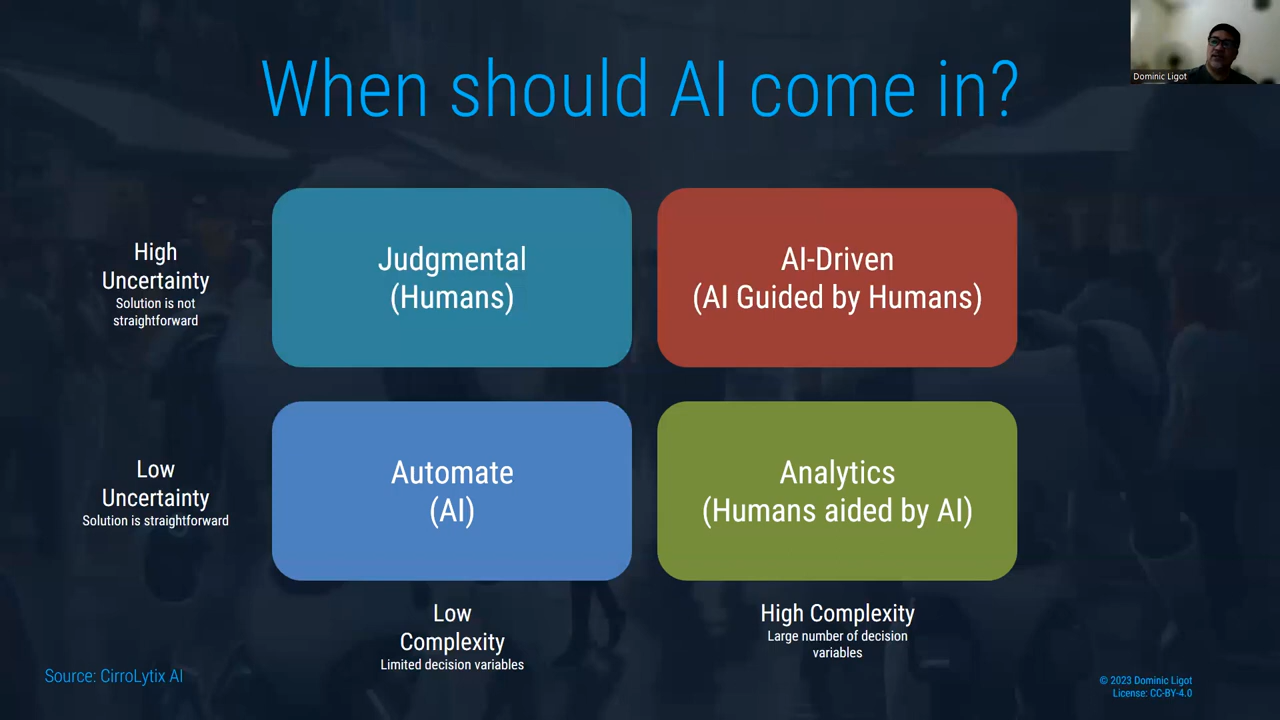 When should AI come in?
Dominic Ligot
High
Uncertainty
Solution is not
straightforward
Judgmental
(Humans)
AI-Driven
(AI Guided by Humans)
Low
Uncertainty
Solution is straightforward
Automate
(AI)
Analytics
(Humans aided by AI)
Low
Complexity
Limited decision variables
High Complexity
Large number of decision
variables
Source: CirroLytix AI
© 2023 Dominic Ligot
License: CC-BY-4.0